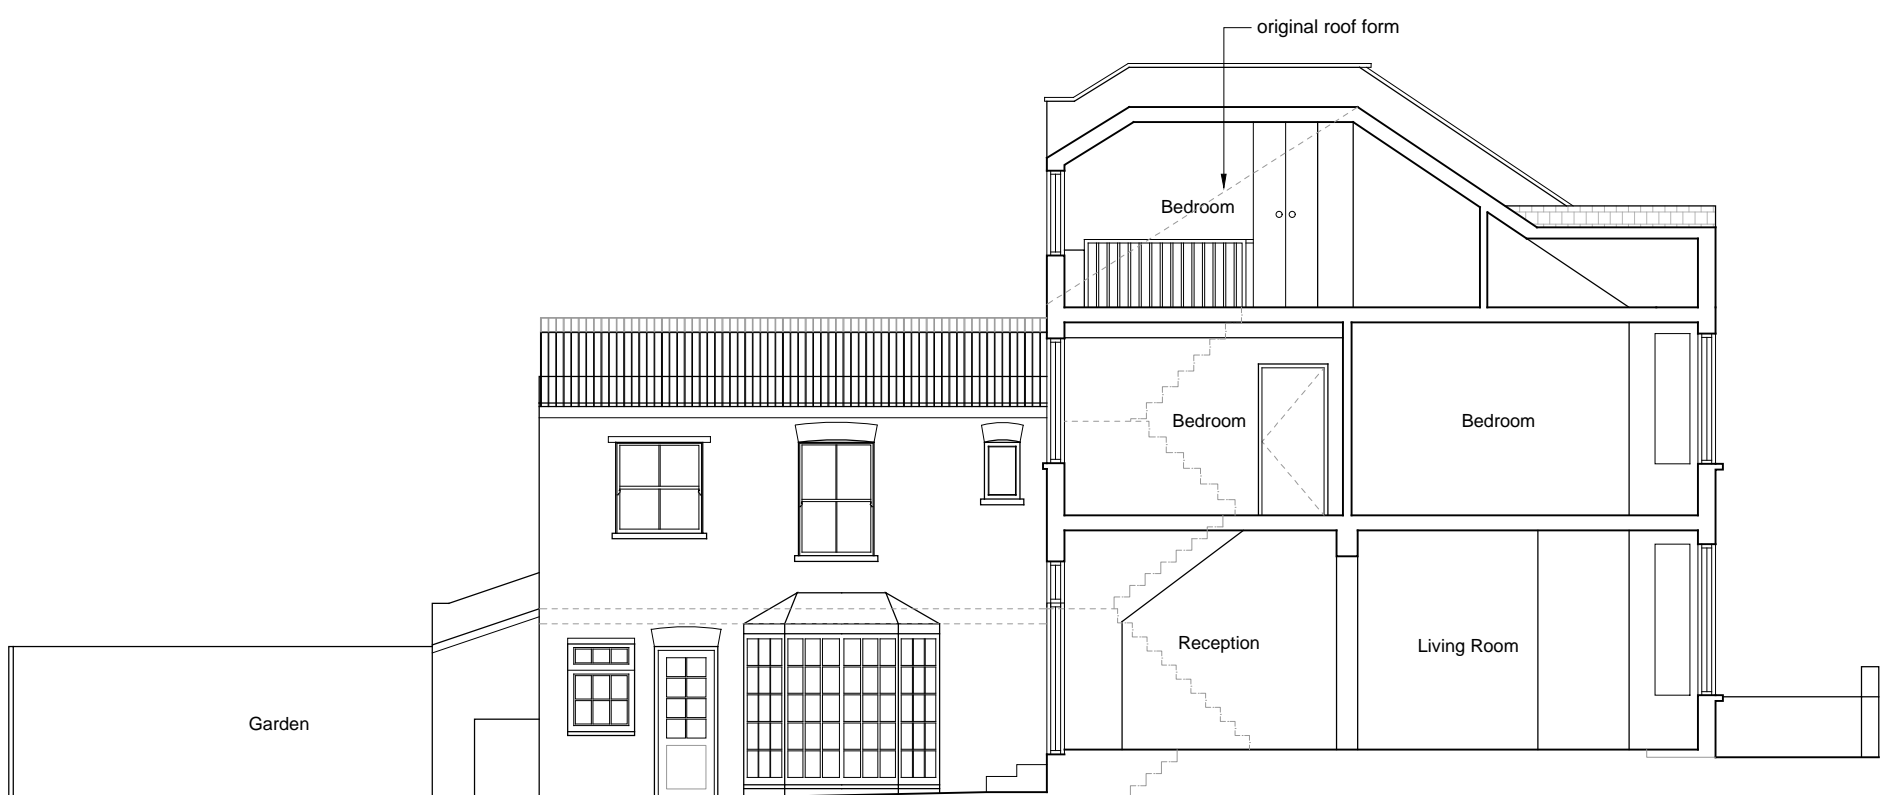 original roof form
Bedroom
Bedroom
Bedroom
Reception
Living Room
Garden